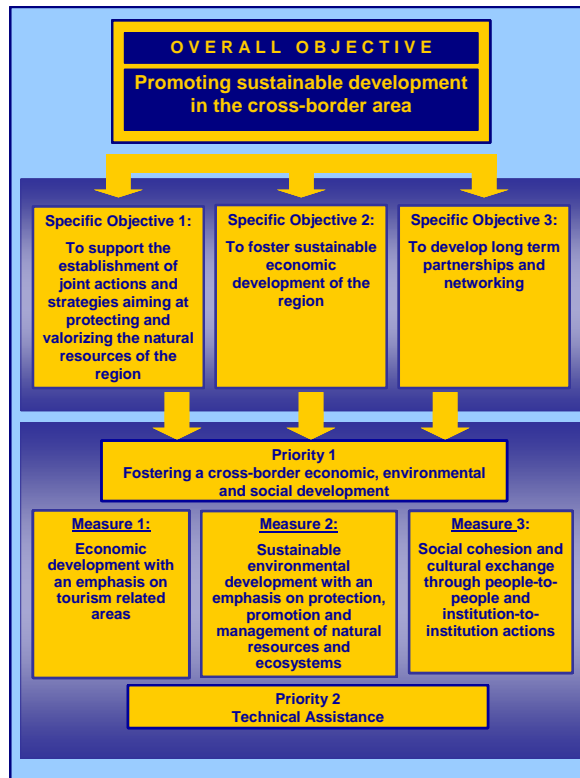 OVERALL OBJECTIVE
Promoting sustainable development
in the cross-border area
Specific Objective 1:
To support the
establishment of
joint actions and
strategies aiming at
protecting and
valorizing the natural
resources of the
region
Specific Objective 2:
To foster sustainable
economic
development of the
region
Specific Objective 3:
To develop long term
partnerships and
networking
Priority 1
Fostering a cross-border economic, environmental
and social development
Measure 1:
Economic
development with
an emphasis on
tourism related
areas
Measure 2:
Sustainable
environmental
development with an
emphasis on protection,
promotion and
management of natural
resources and
ecosystems
Measure 3:
Social cohesion and
cultural exchange
through people-to-
people and
institution-to-
institution actions
Priority 2
Technical Assistance